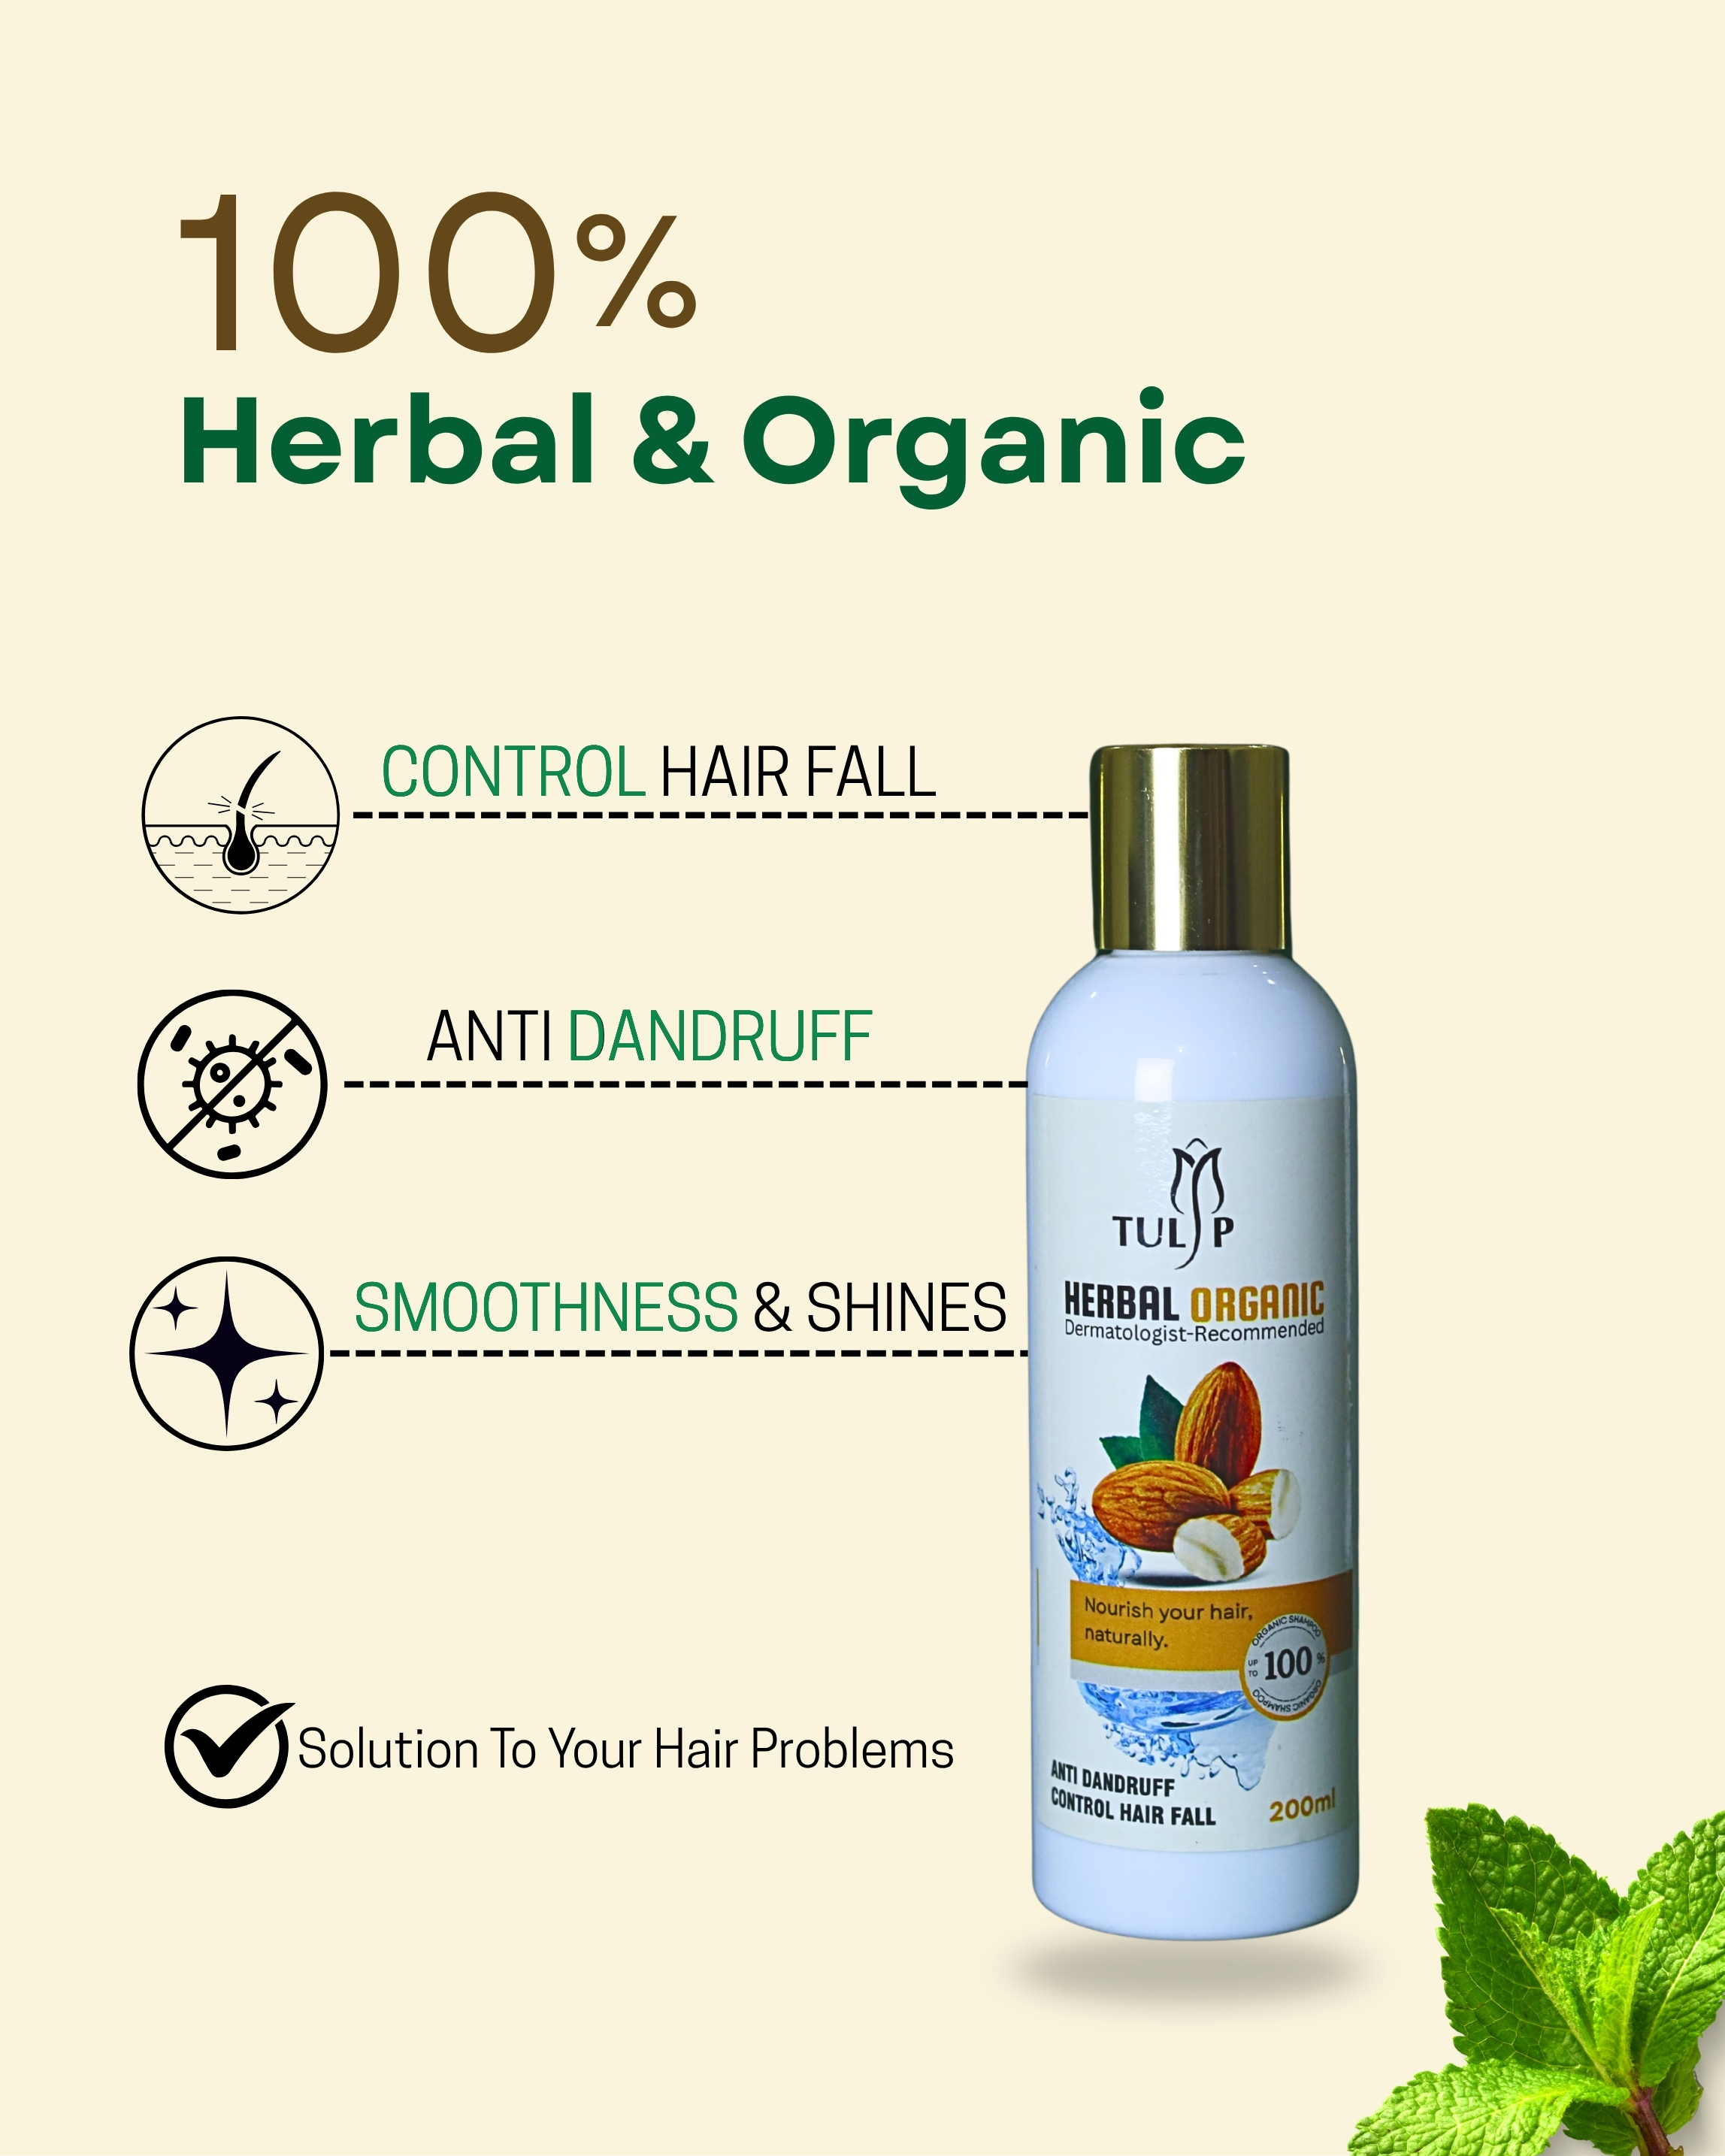 100%
Herbal & Organic
CONTROL HAIR FALL
ANTI DANDRUFF
SMOOTHNESS & SHINES
Solution To Your Hair Problems
TULIP
HERBAL ORGANIC
Dermatologist-Recommended
Nourish your hair,
naturally.
ORGANIC SHAMPOO
UP TO 100 %
ORGANIC SHAMPOO
ANTI DANDRUFF
CONTROL HAIR FALL
200ml